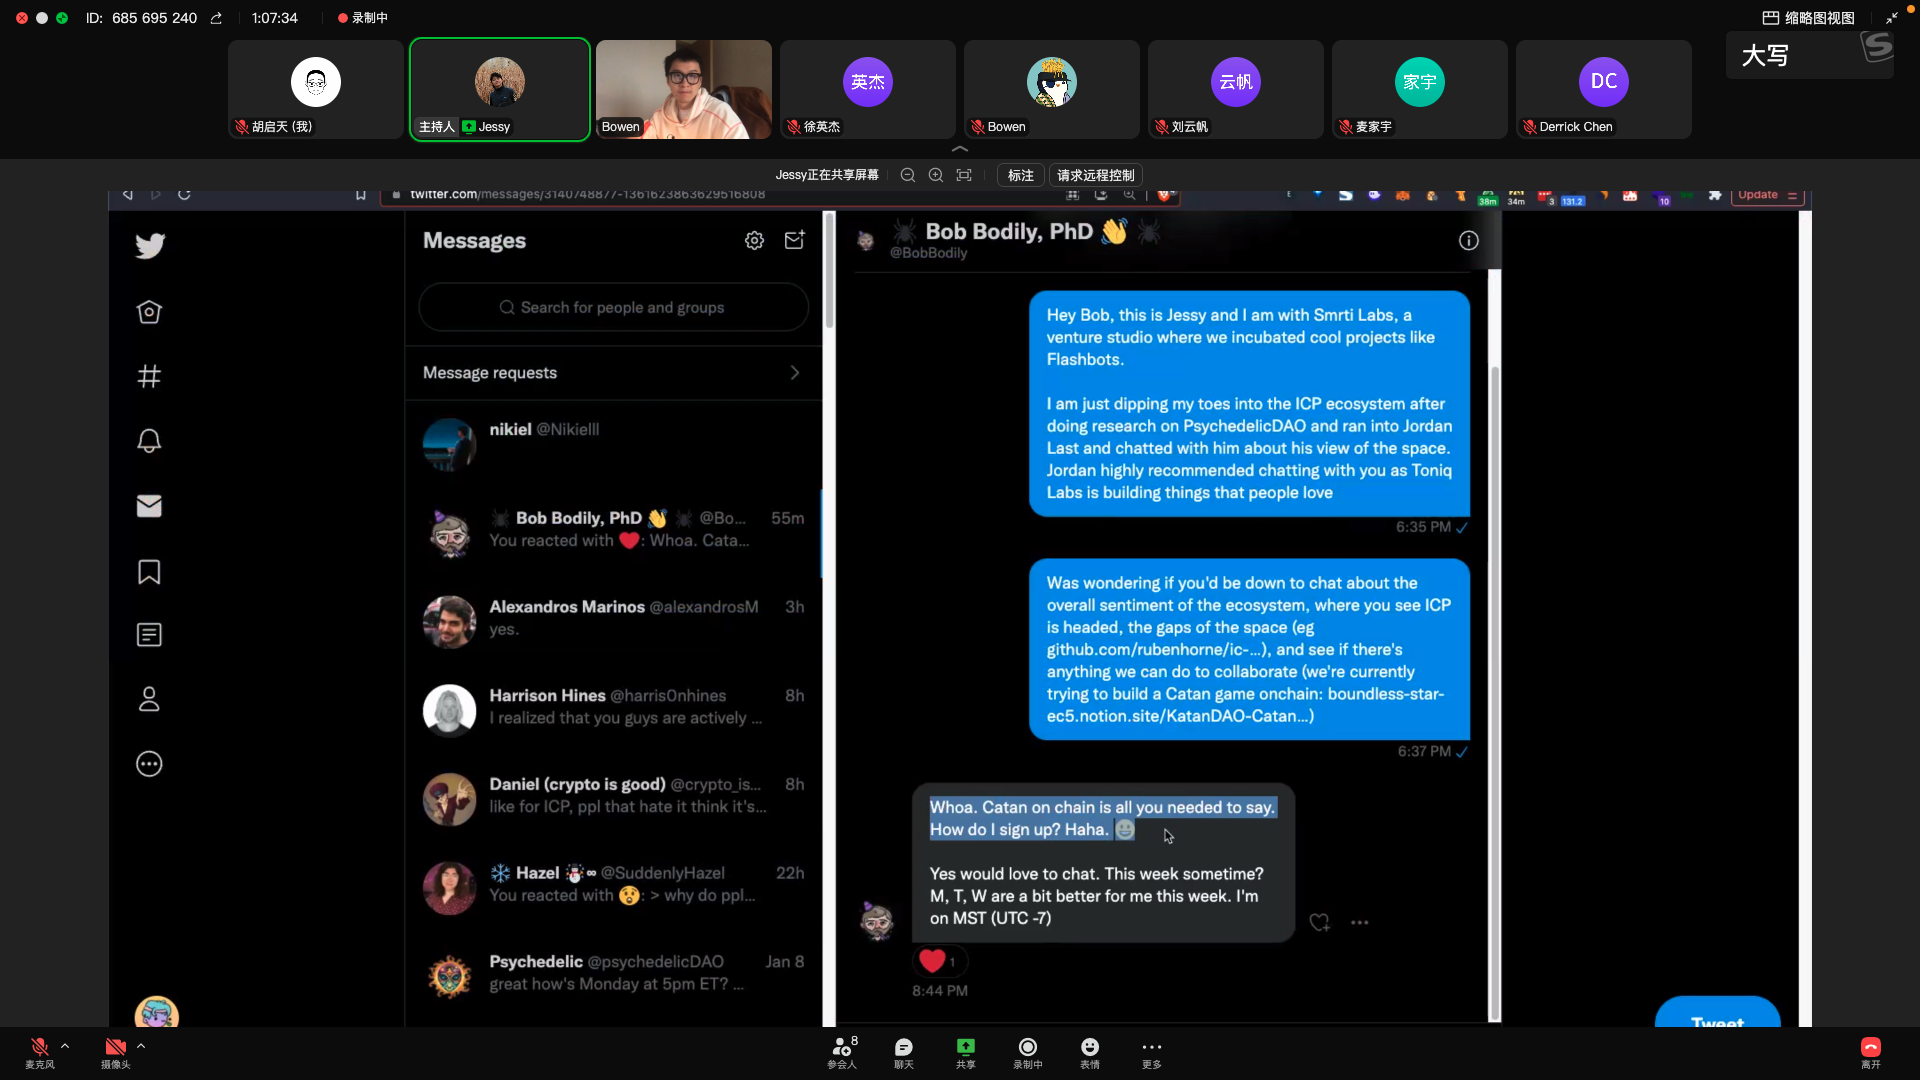 ID: 685 695 240
1:07:34
录制中
缩略图视图
大写
胡启天 (我)
主持人 Jessy
Bowen
英杰
徐英杰
Bowen
云帆
刘云帆
家宇
麦家宇
DC
Derrick Chen
Jessy正在共享屏幕
标注
请求远程控制
twitter.com/messages/3140748877-1361623863629516808
38m
34m
3
131.2
10
Update
Messages
Search for people and groups
Message requests
nikiel @Nikielll
Bob Bodily, PhD 👋 @Bo... 55m
You reacted with ❤️: Whoa. Cata...
Alexandros Marinos @alexandrosM 3h
yes.
Harrison Hines @harris0nhines 8h
I realized that you guys are actively ...
Daniel (crypto is good) @crypto_is... 8h
like for ICP, ppl that hate it think it's...
Hazel ∞ @SuddenlyHazel 22h
You reacted with 😲: > why do ppl...
Psychedelic @psychedelicDAO Jan 8
great how's Monday at 5pm ET? ...
Bob Bodily, PhD 👋
@BobBodily
Hey Bob, this is Jessy and I am with Smrti Labs, a
venture studio where we incubated cool projects like
Flashbots.
I am just dipping my toes into the ICP ecosystem after
doing research on PsychedelicDAO and ran into Jordan
Last and chatted with him about his view of the space.
Jordan highly recommended chatting with you as Toniq
Labs is building things that people love
6:35 PM
Was wondering if you'd be down to chat about the
overall sentiment of the ecosystem, where you see ICP
is headed, the gaps of the space (eg
github.com/rubenhorne/ic-...), and see if there's
anything we can do to collaborate (we're currently
trying to build a Catan game onchain: boundless-star-
ec5.notion.site/KatanDAO-Catan...)
6:37 PM
Whoa. Catan on chain is all you needed to say.
How do I sign up? Haha. 😀
Yes would love to chat. This week sometime?
M, T, W are a bit better for me this week. I'm
on MST (UTC -7)
❤️ 1
8:44 PM
Tweet
麦克风
摄像头
8
参会人
聊天
共享
录制中
表情
更多
离开